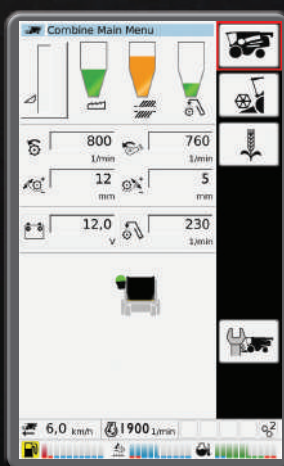 Combine Main Menu
800 760
1/min 1/min
12 5
mm mm
12,0 230
V 1/min
6,0 km/h 1900 1/min 2